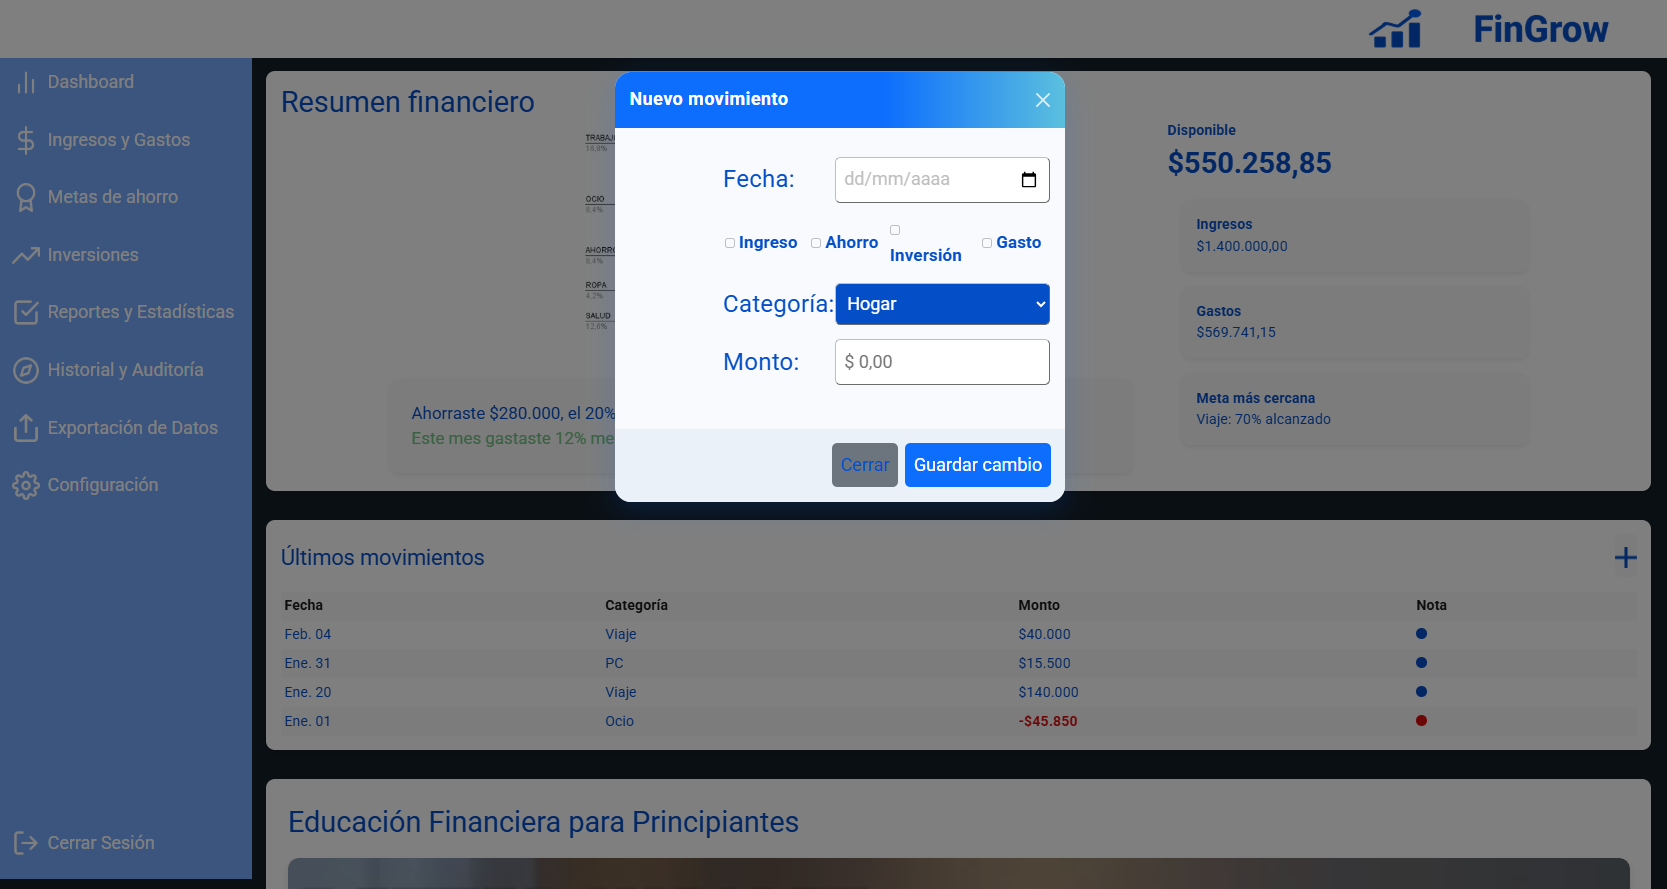 FinGrow
Dashboard
Ingresos y Gastos
Metas de ahorro
Inversiones
Reportes y Estadísticas
Historial y Auditoría
Exportación de Datos
Configuración
Cerrar Sesión
Resumen financiero
OCIO
8,4%
8,4%
ROPA
4,2%
SALUD
12,6%
Ahorraste $280.000, el 20%
Este mes gastaste 12%
Disponible
$550.258,85
Ingresos
$1.400.000,00
Gastos
$569.741,15
Meta más cercana
Viaje: 70% alcanzado
Nuevo movimiento
Fecha:
dd/mm/aaaa
Ingreso
Ahorro
Inversión
Gasto
Categoría:
Hogar
Monto:
$ 0,00
Cerrar
Guardar cambio
Últimos movimientos
Fecha Categoría Monto Nota
Feb. 04 Viaje $40.000
Ene. 31 PC $15.500
Ene. 20 Viaje $140.000
Ene. 01 Ocio -$45.850
Educación Financiera para Principiantes